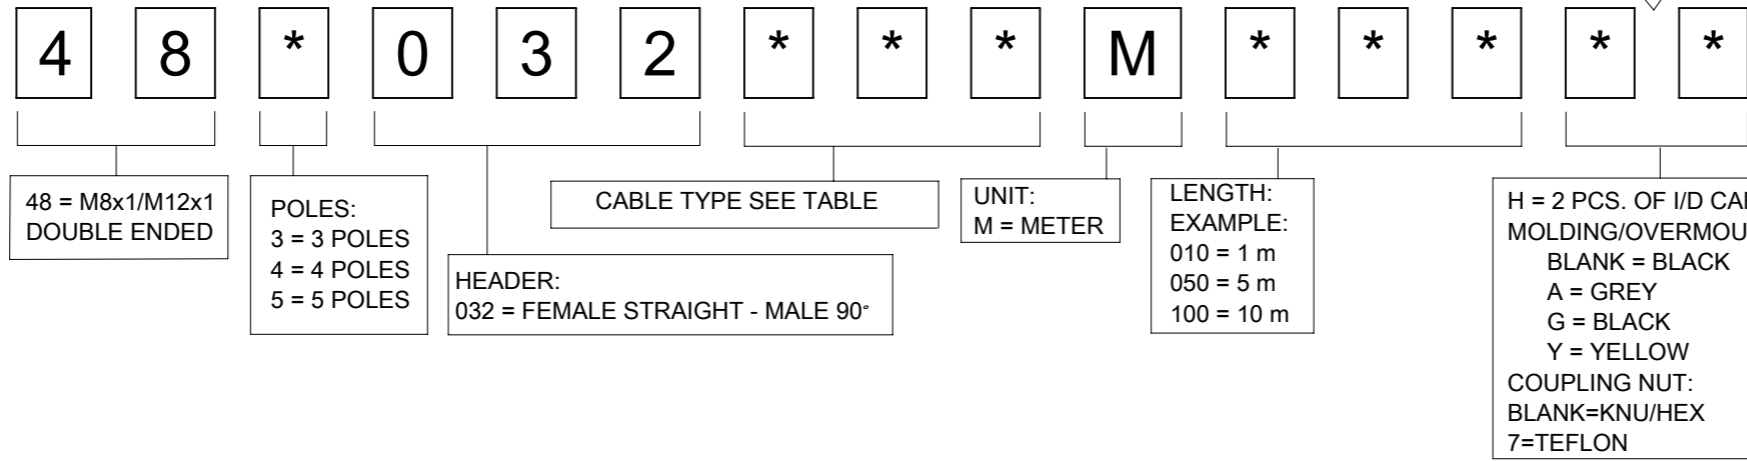 4 8 * 0 3 2 * * * M * * * * *
48 = M8x1/M12x1
DOUBLE ENDED
POLES:
3 = 3 POLES
4 = 4 POLES
5 = 5 POLES
HEADER:
032 = FEMALE STRAIGHT - MALE 90°
CABLE TYPE SEE TABLE
UNIT:
M = METER
LENGTH:
EXAMPLE:
010 = 1 m
050 = 5 m
100 = 10 m
H = 2 PCS. OF I/D
MOLDING/
BLANK = BLACK
A = GREY
G = BLACK
Y = YELLOW
COUPLING NUT:
BLANK=KNU/HEX
7=TEFLON